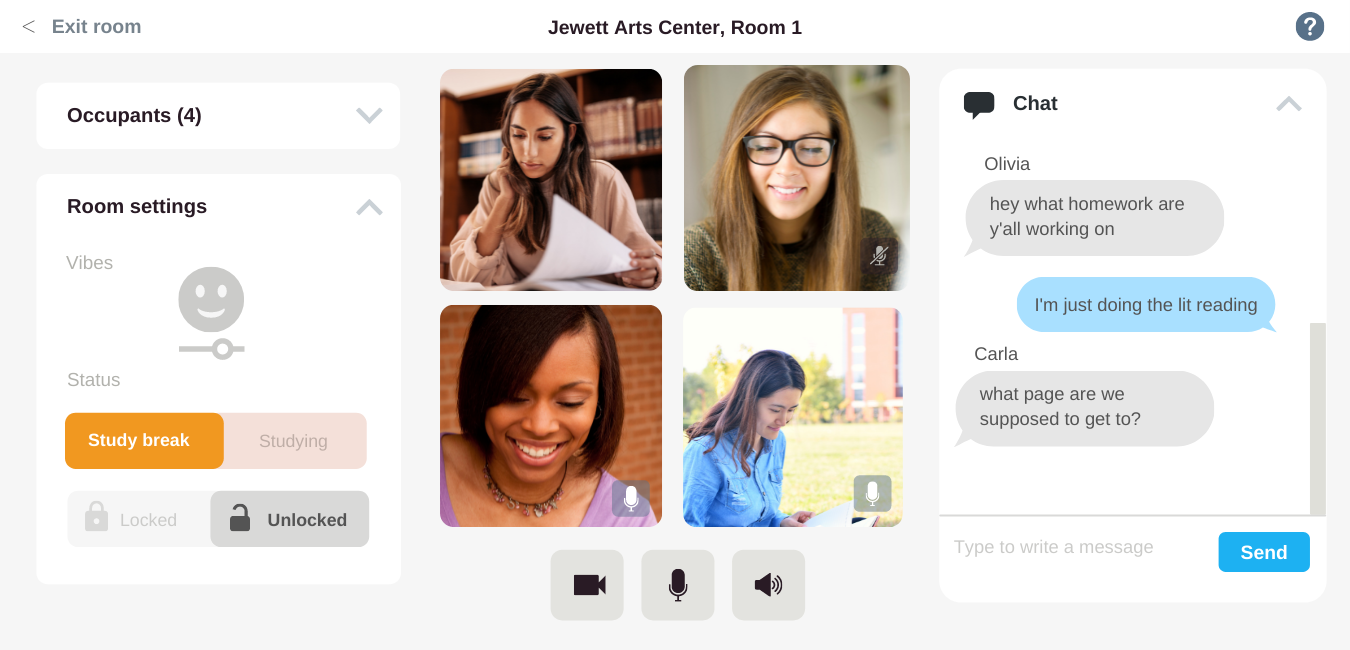 < Exit room
Jewett Arts Center, Room 1
?
Occupants (4)
Room settings
Vibes
Status
Study break
Studying
Locked
Unlocked
Chat
Olivia
hey what homework are
y'all working on
I'm just doing the lit reading
Carla
what page are we
supposed to get to?
Type to write a message
Send